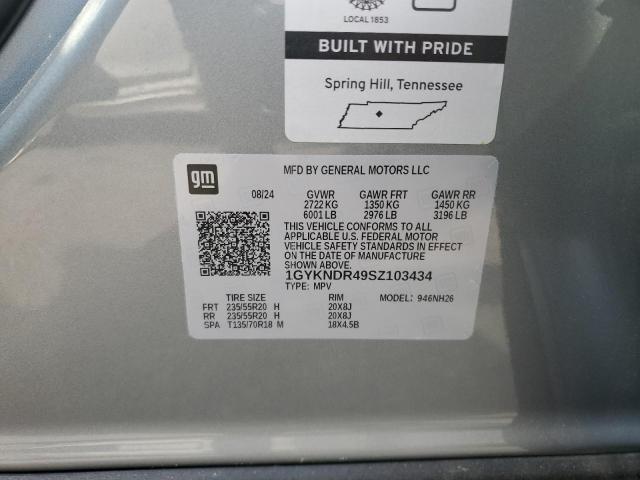 LOCAL 1853
BUILT WITH PRIDE
Spring Hill, Tennessee
gm
MFD BY GENERAL MOTORS LLC
08/24 GVWR GAWR FRT GAWR RR
2722 KG 1350 KG 1450 KG
6001 LB 2976 LB 3196 LB
THIS VEHICLE CONFORMS TO ALL
APPLICABLE U.S. FEDERAL MOTOR
VEHICLE SAFETY STANDARDS IN EFFECT
ON THE DATE OF MANUFACTURE
SHOWN ABOVE.
1GYKNDR49SZ103434
TYPE: MPV
TIRE SIZE RIM MODEL: 946NH26
FRT 235/55R20 H 20X8J
RR 235/55R20 H 20X8J
SPA T135/70R18 M 18X4.5B